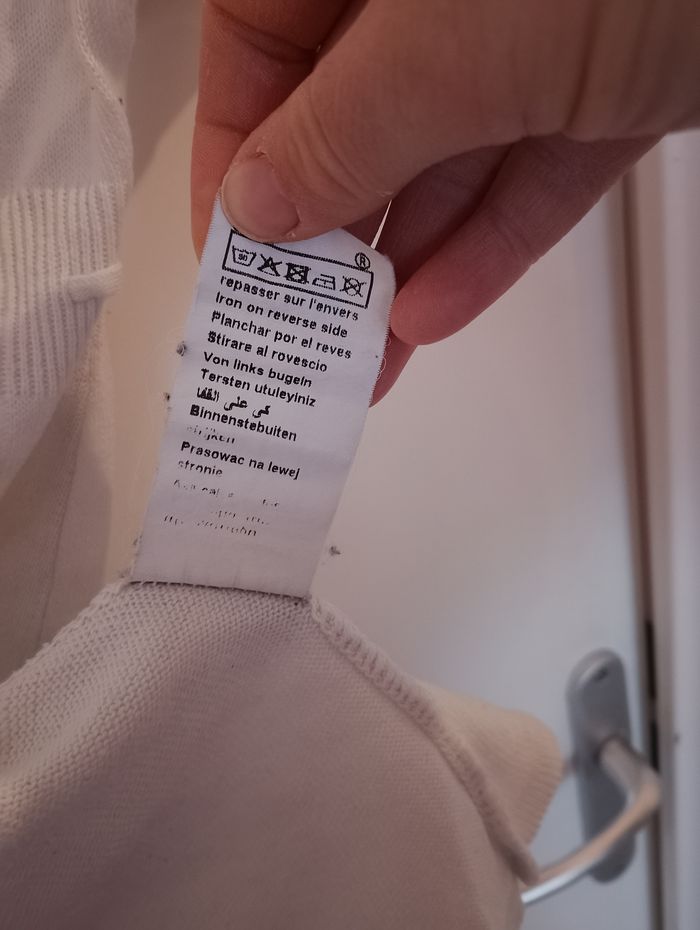 ®
30
repasser sur l'envers
Iron on reverse side
Planchar por el reves
Stirare al rovescio
Von links bugeln
Tersten utuleyiniz
كي على القفا
Binnenstebuiten
Prasowac na lewej
stronie